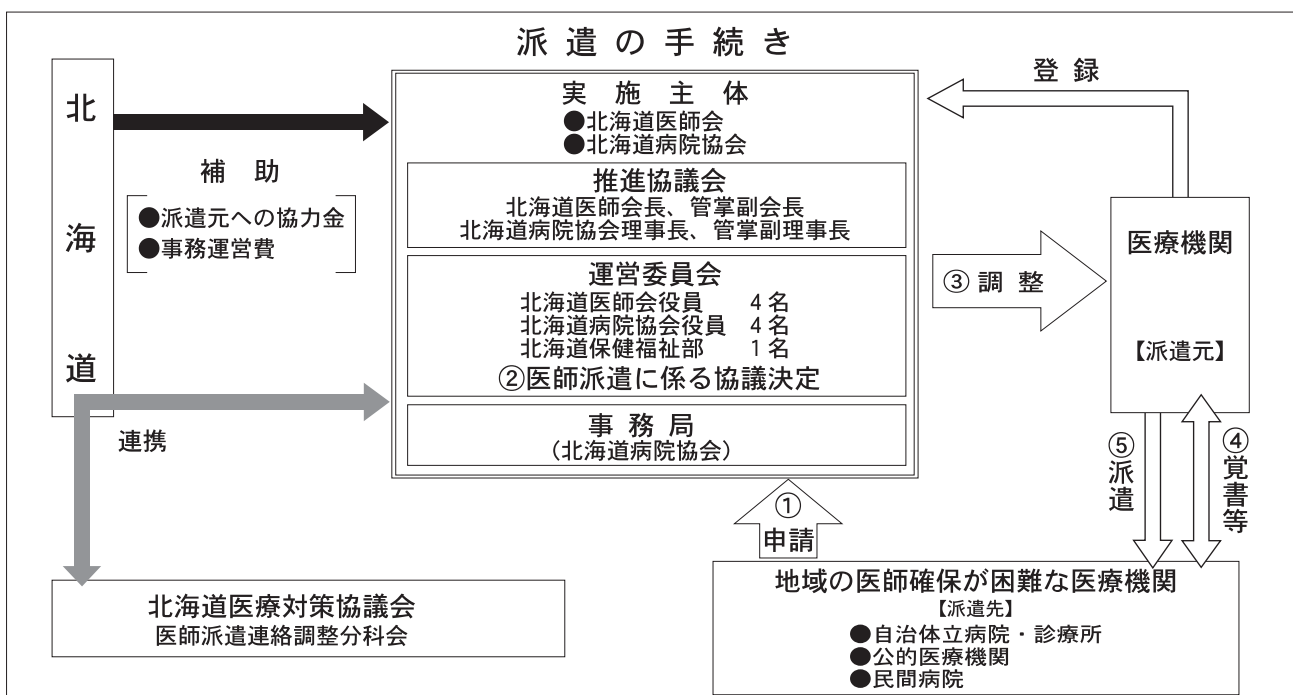 派遣の手続き
北海道
補助
●派遣元への協力金
●事務運営費
連携
実施主体
●北海道医師会
●北海道病院協会
推進協議会
北海道医師会長、管掌副会長
北海道病院協会理事長、管掌副理事長
運営委員会
北海道医師会役員 4名
北海道病院協会役員 4名
北海道保健福祉部 1名
②医師派遣に係る協議決定
事務局
(北海道病院協会)
登録
③調整
医療機関
【派遣元】
⑤派遣
④覚書等
①
申請
北海道医療対策協議会
医師派遣連絡調整分科会
地域の医師確保が困難な医療機関
【派遣先】
●自治体立病院・診療所
●公的医療機関
●民間病院